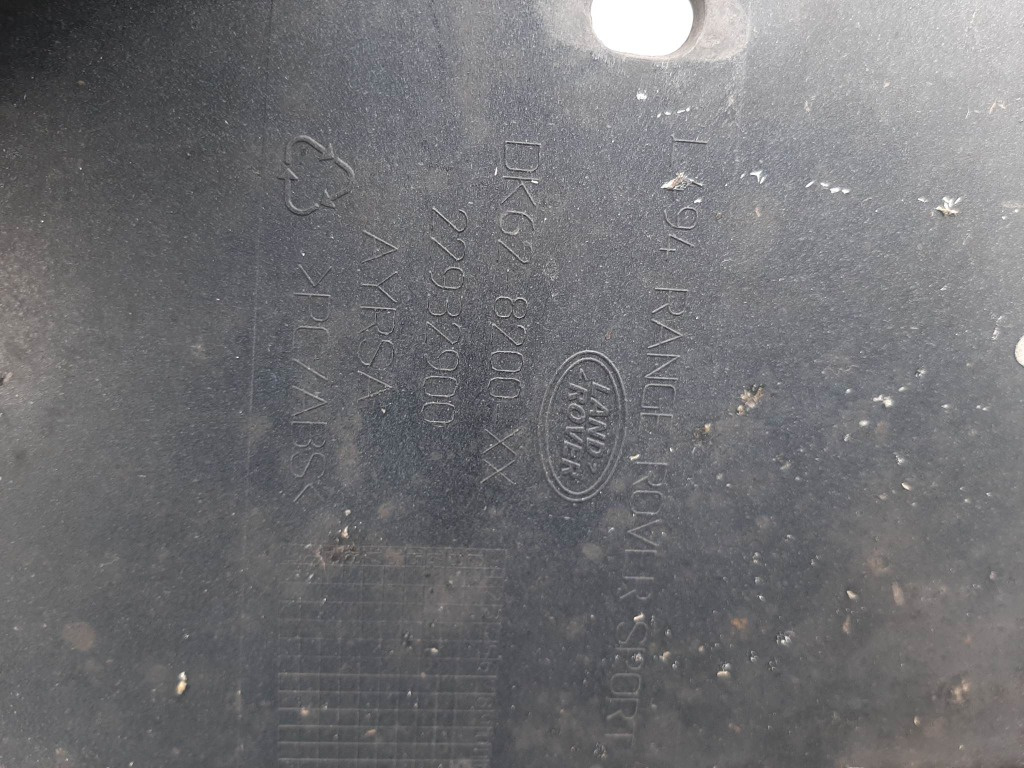 L494 RANGE ROVER SPORT
LAND-
ROVER
DK62 8200 XX
22932900
AYRSA
>PC/ABS<